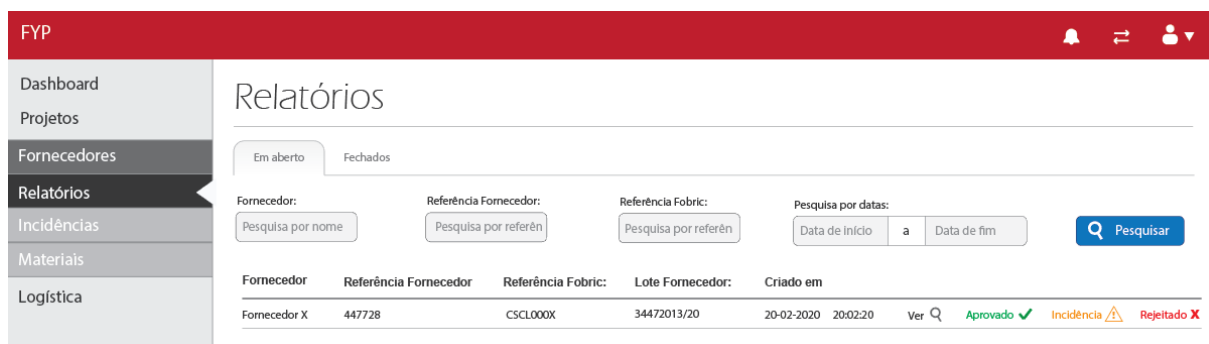 FYP
Dashboard
Projetos
Fornecedores
Relatórios
Incidências
Materiais
Logística
Relatórios
Em aberto Fechados
Fornecedor: Referência Fornecedor: Referência Fobric: Pesquisa por datas:
Pesquisa por nome Pesquisa por referên Pesquisa por referên Data de início a Data de fim Pesquisar
Fornecedor Referência Fornecedor Referência Fobric: Lote Fornecedor: Criado em
Fornecedor X 447728 CSCL000X 34472013/20 20-02-2020 20:02:20 Ver Aprovado Incidência Rejeitado X